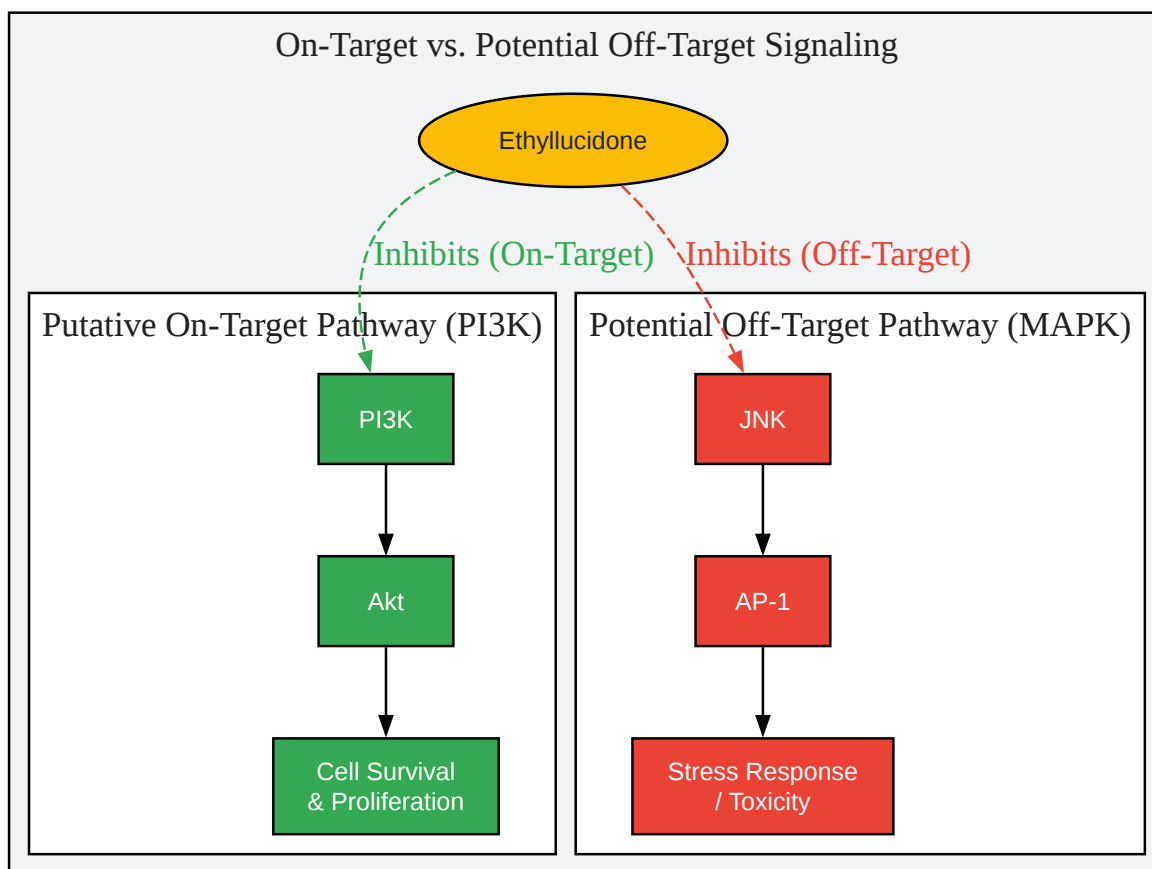 On-Target vs. Potential Off-Target Signaling
Ethyllucidone
Inhibits (On-Target)
Inhibits (Off-Target)
Putative On-Target Pathway (PI3K)
PI3K
Akt
Cell Survival
& Proliferation
Potential Off-Target Pathway (MAPK)
JNK
AP-1
Stress Response
/ Toxicity